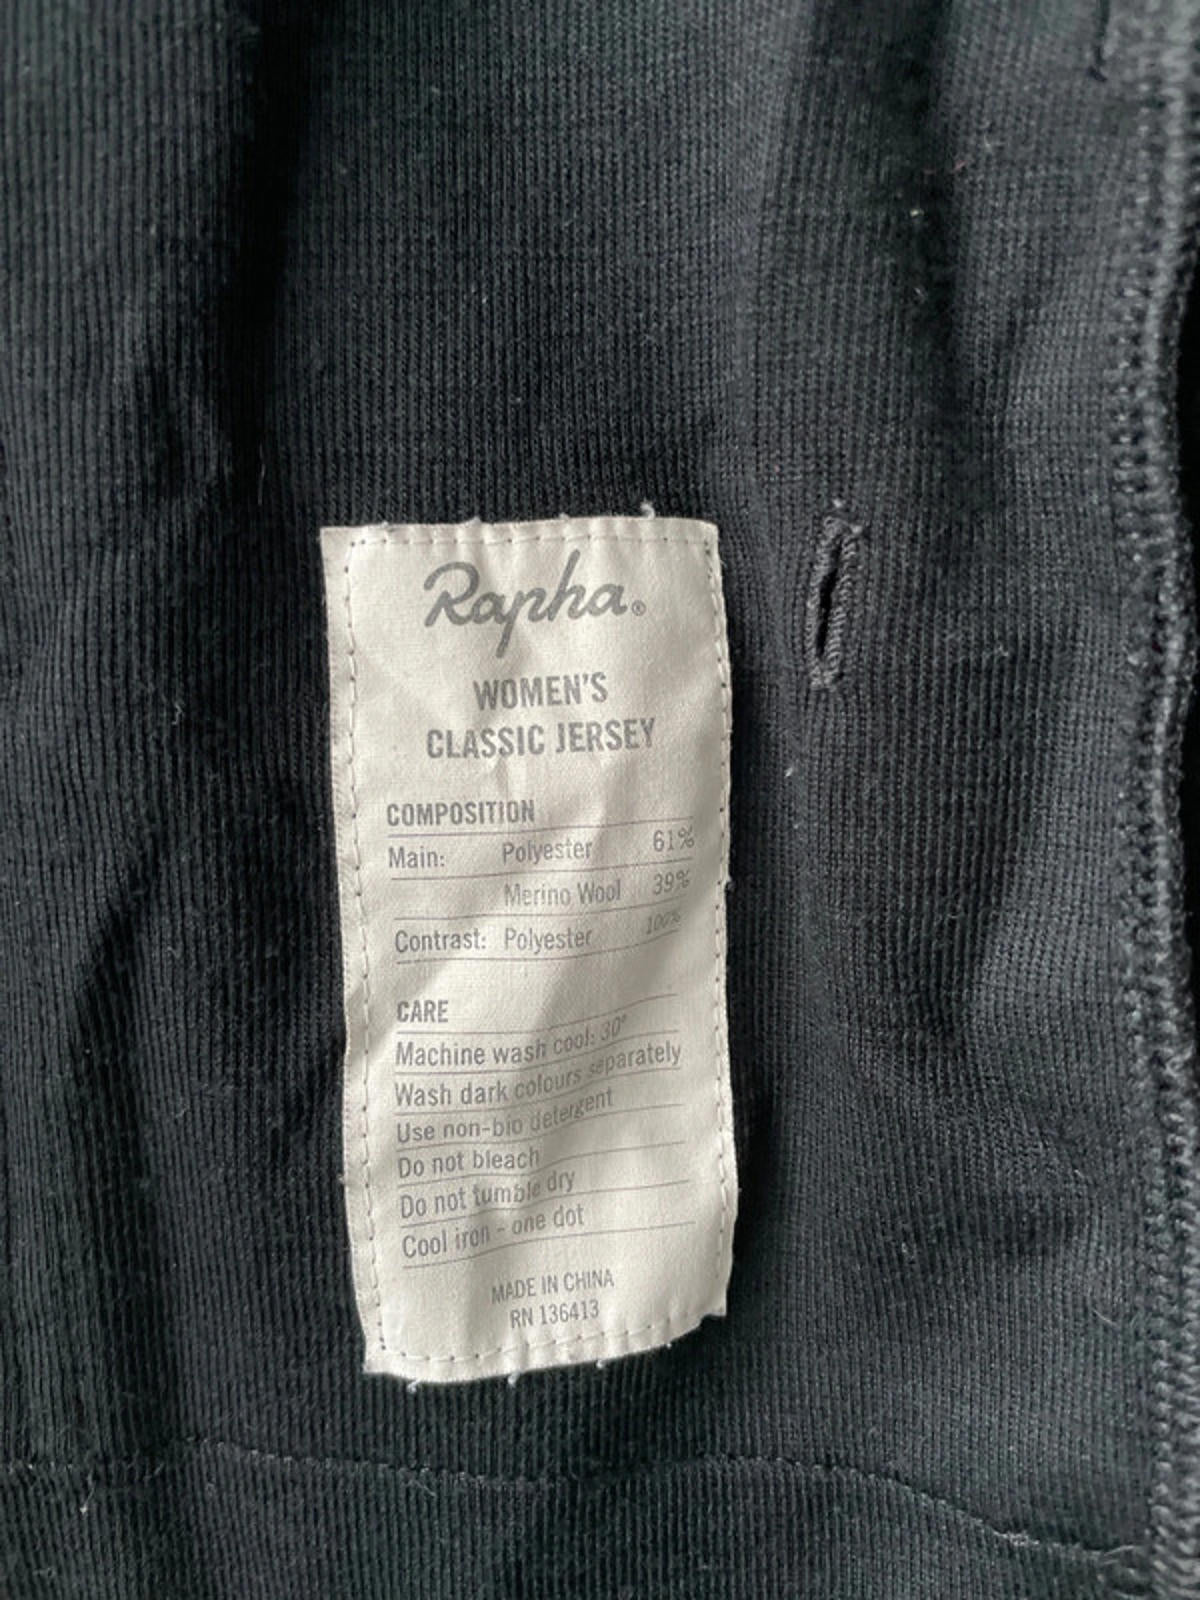 Rapha®
WOMEN'S
CLASSIC JERSEY
COMPOSITION
Main: Polyester 61%
Merino Wool 39%
Contrast: Polyester 100%
CARE
Machine wash cool: 30°
Wash dark colours separately
Use non-bio detergent
Do not bleach
Do not tumble dry
Cool iron - one dot
MADE IN CHINA
RN 136413